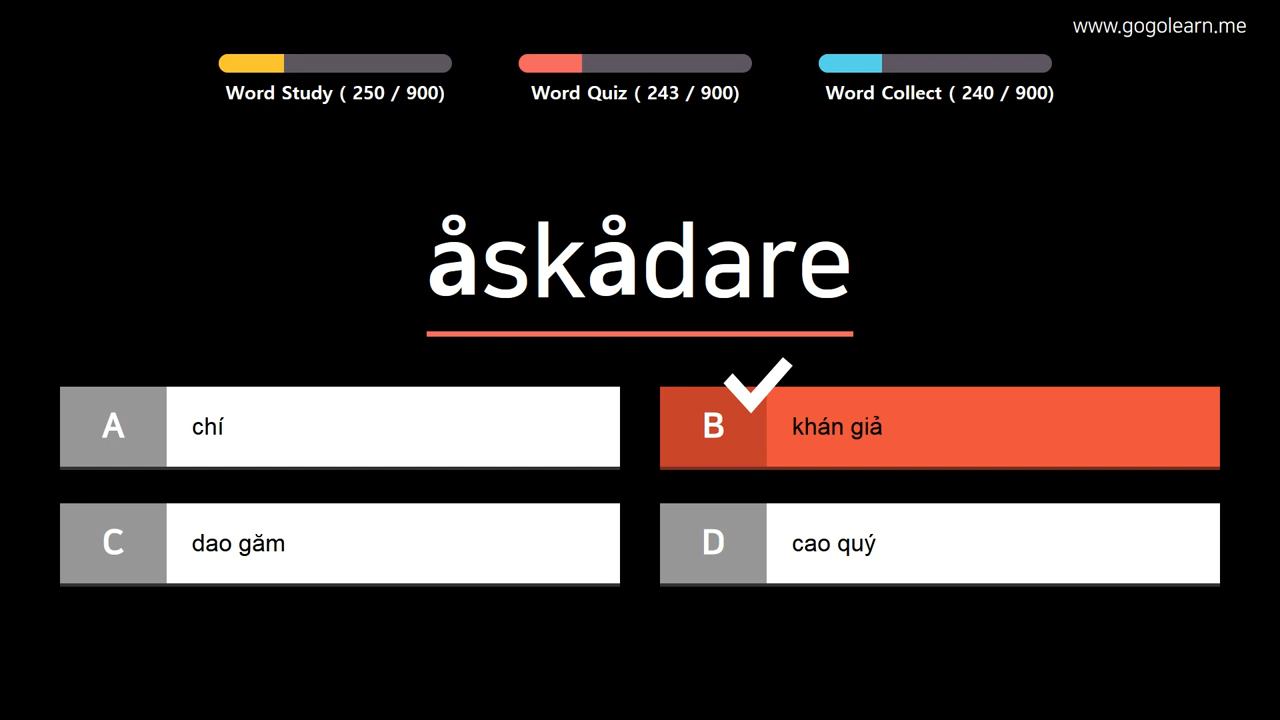 www.gogolearn.me
Word Study ( 250 / 900)
Word Quiz ( 243 / 900)
Word Collect ( 240 / 900)
åskådare
A chí
B khán giả
C dao găm
D cao quý